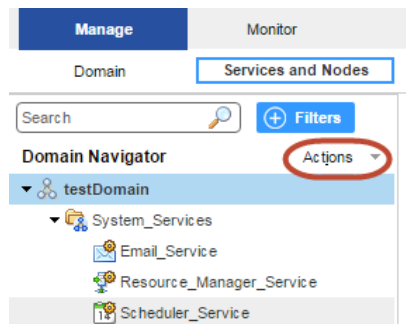 Manage Monitor
Domain Services and Nodes
Search Filters
Domain Navigator Actions
testDomain
System_Services
Email_Service
Resource_Manager_Service
Scheduler_Service